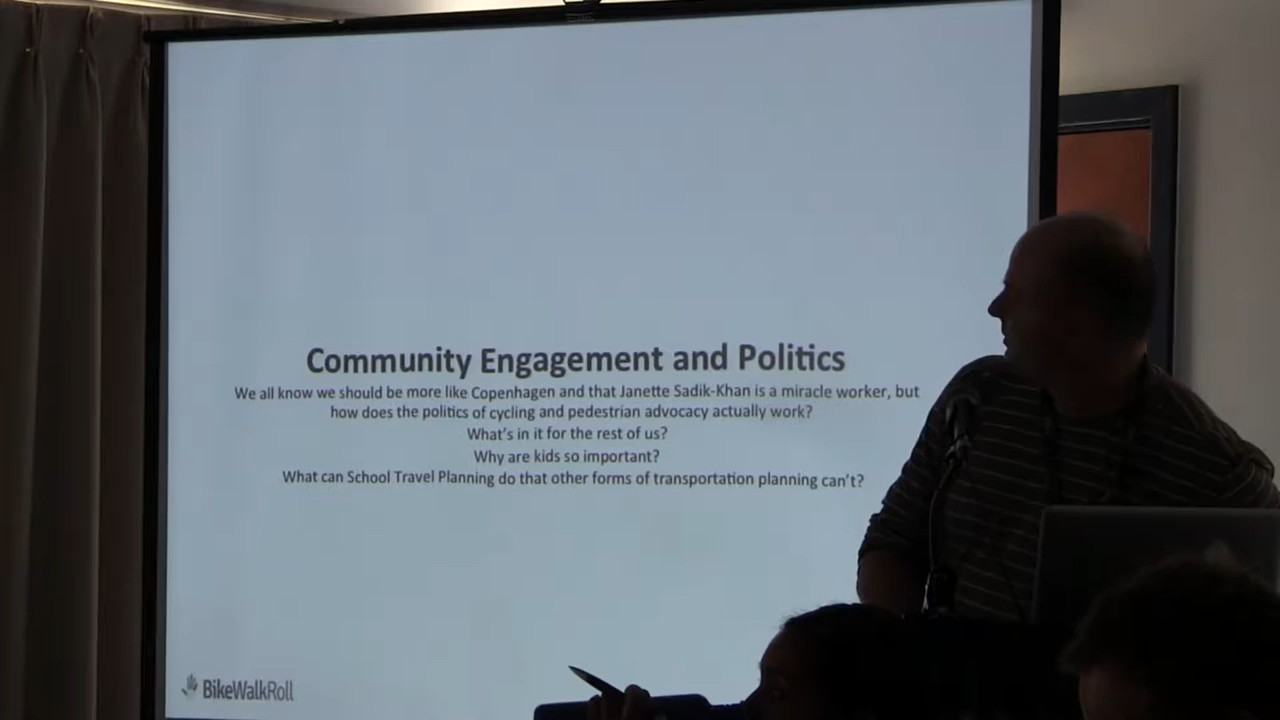 Community Engagement and Politics
We all know we should be more like Copenhagen and that Janette Sadik-Khan is a miracle worker, but
how does the politics of cycling and pedestrian advocacy actually work?
What's in it for the rest of us?
Why are kids so important?
What can School Travel Planning do that other forms of transportation planning can't?
BikeWalkRoll